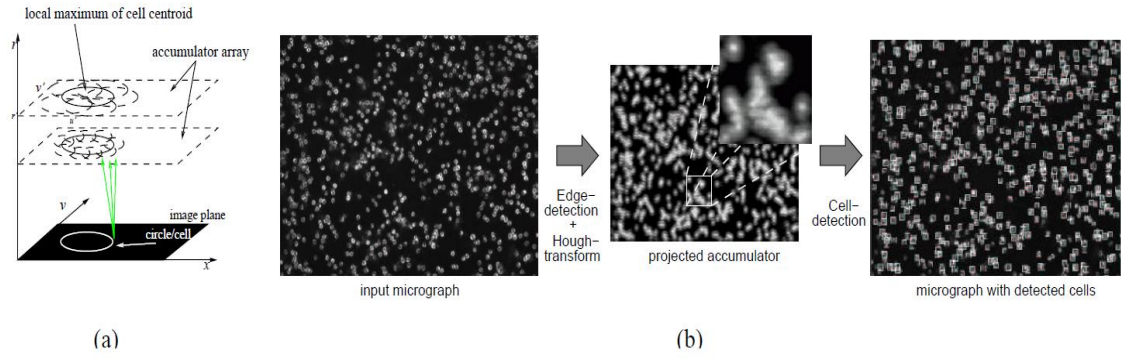 local maximum of cell centroid
r
accumulator array
v'
r
v
image plane
circle/cell
x
Edge-
detection
+
Hough-
transform
Cell-
detection
input micrograph
projected accumulator
micrograph with detected cells
(a)
(b)